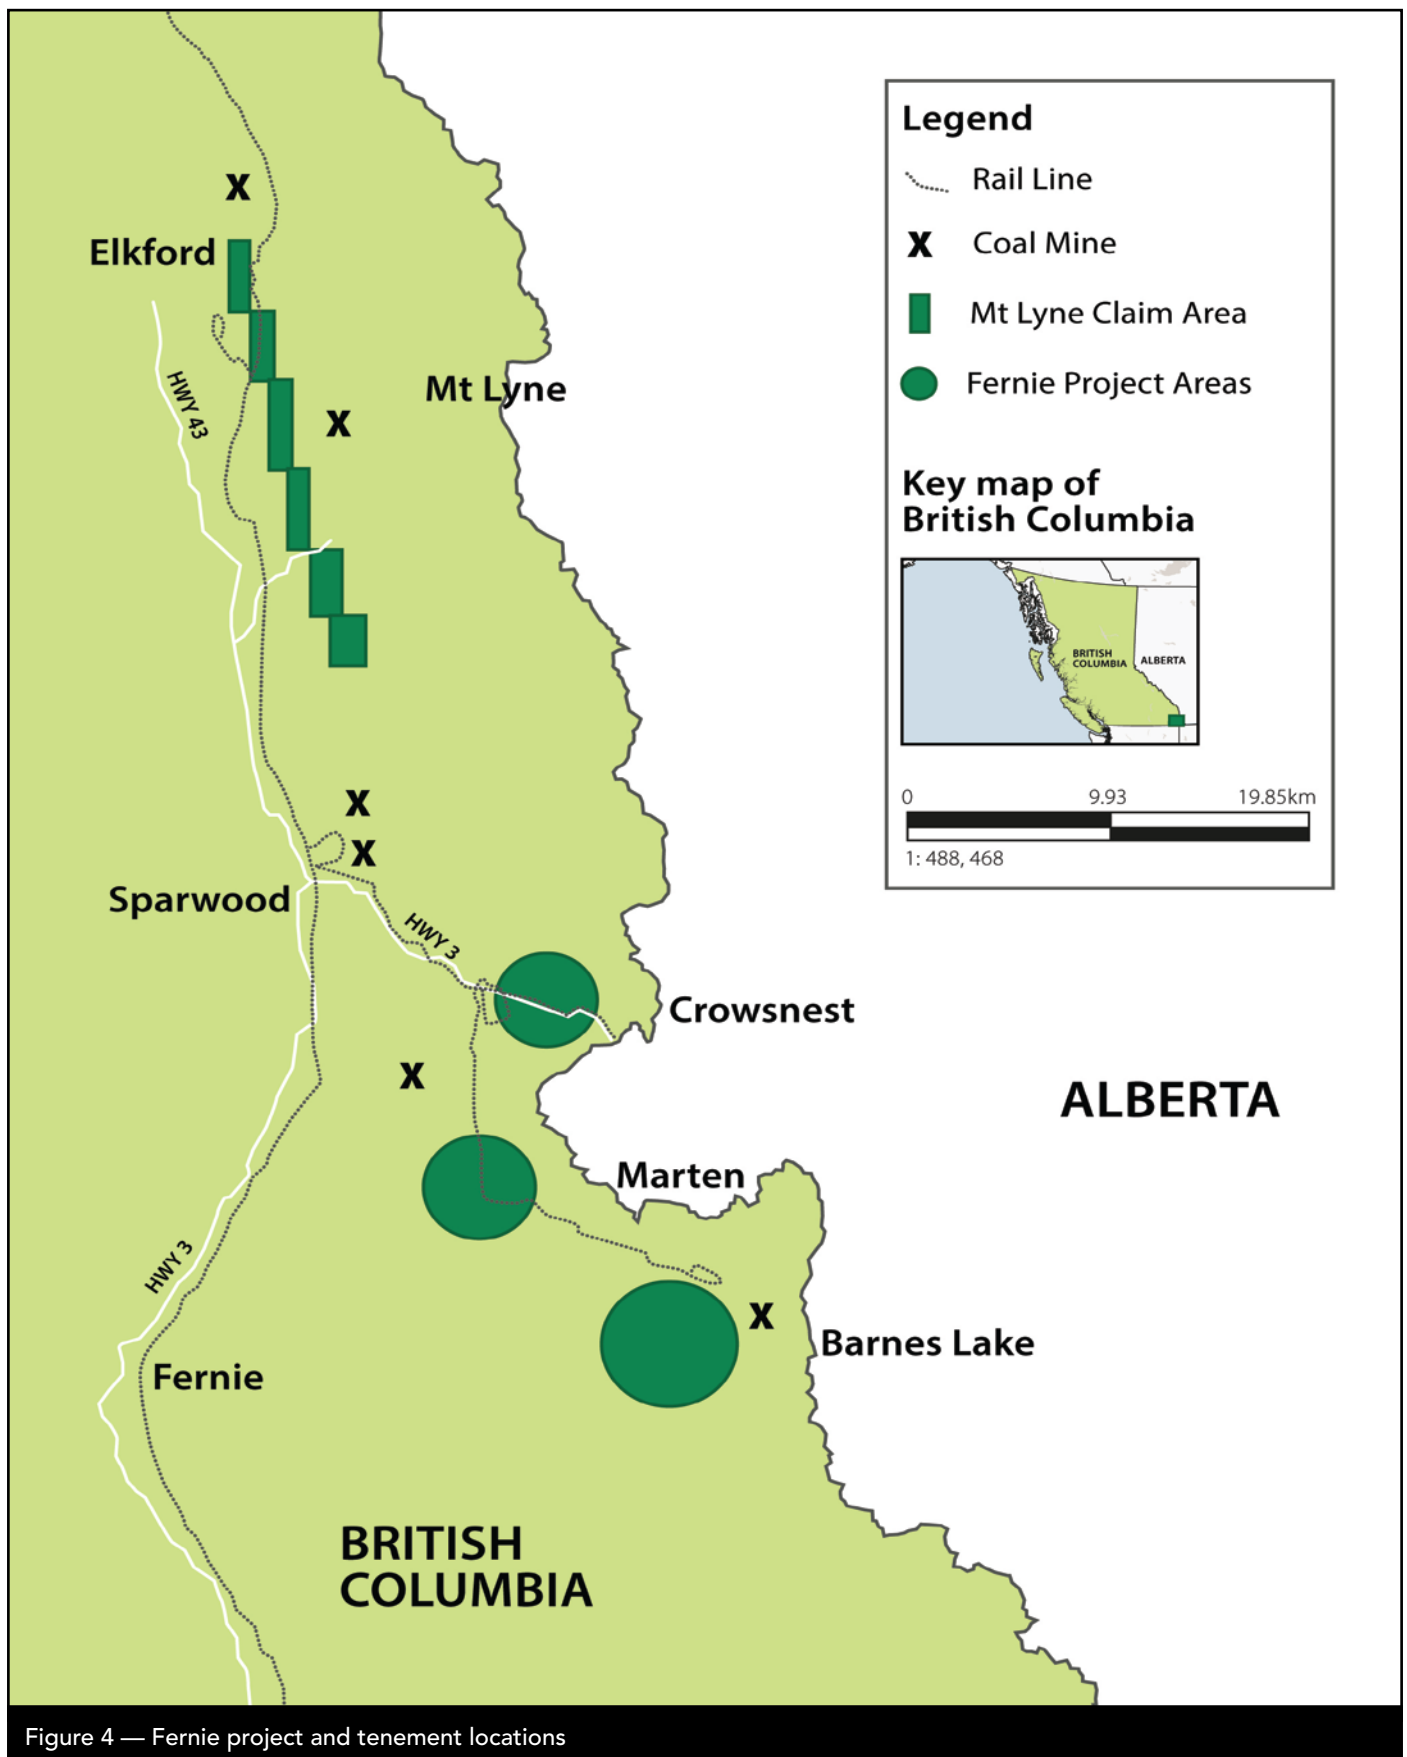 Legend
Rail Line
X Coal Mine
Mt Lyne Claim Area
Fernie Project Areas
Key map of
British Columbia
BRITISH
COLUMBIA
ALBERTA
0 9.93 19.85km
1: 488, 468
X
Elkford
HWY 43
Mt Lyne
X
X
X
Sparwood
HWY 3
Crowsnest
X
ALBERTA
Marten
HWY 3
X
Barnes Lake
Fernie
BRITISH
COLUMBIA
Figure 4 — Fernie project and tenement locations